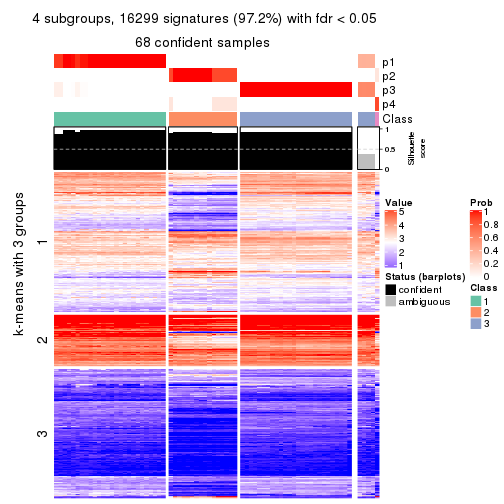 4 subgroups, 16299 signatures (97.2%) with fdr < 0.05
68 confident samples
p1
p2
p3
p4
Class
1
0.5
0
Silhouette
score
k-means with 3 groups
1
2
3
Value
5
4
3
2
1
Status (barplots)
confident
ambiguous
Prob
1
0.8
0.6
0.4
0.2
0
Class
1
2
3